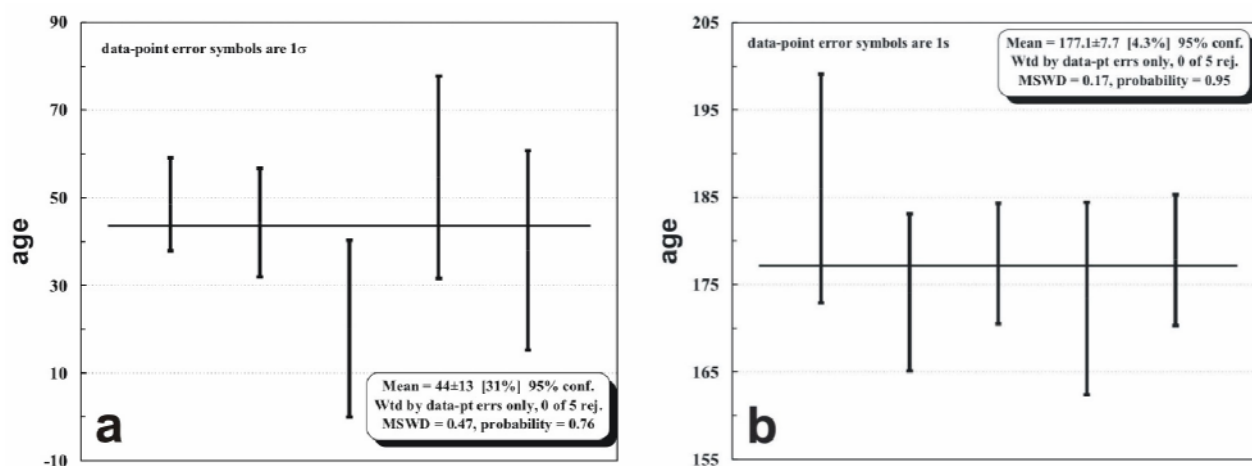 90
70
50
30
10
-10
age
data-point error symbols are 1σ
Mean = 44±13 [31%] 95% conf.
Wtd by data-pt errs only, 0 of 5 rej.
MSWD = 0.47, probability = 0.76
a
205
195
185
175
165
155
age
data-point error symbols are 1s
Mean = 177.1±7.7 [4.3%] 95% conf.
Wtd by data-pt errs only, 0 of 5 rej.
MSWD = 0.17, probability = 0.95
b